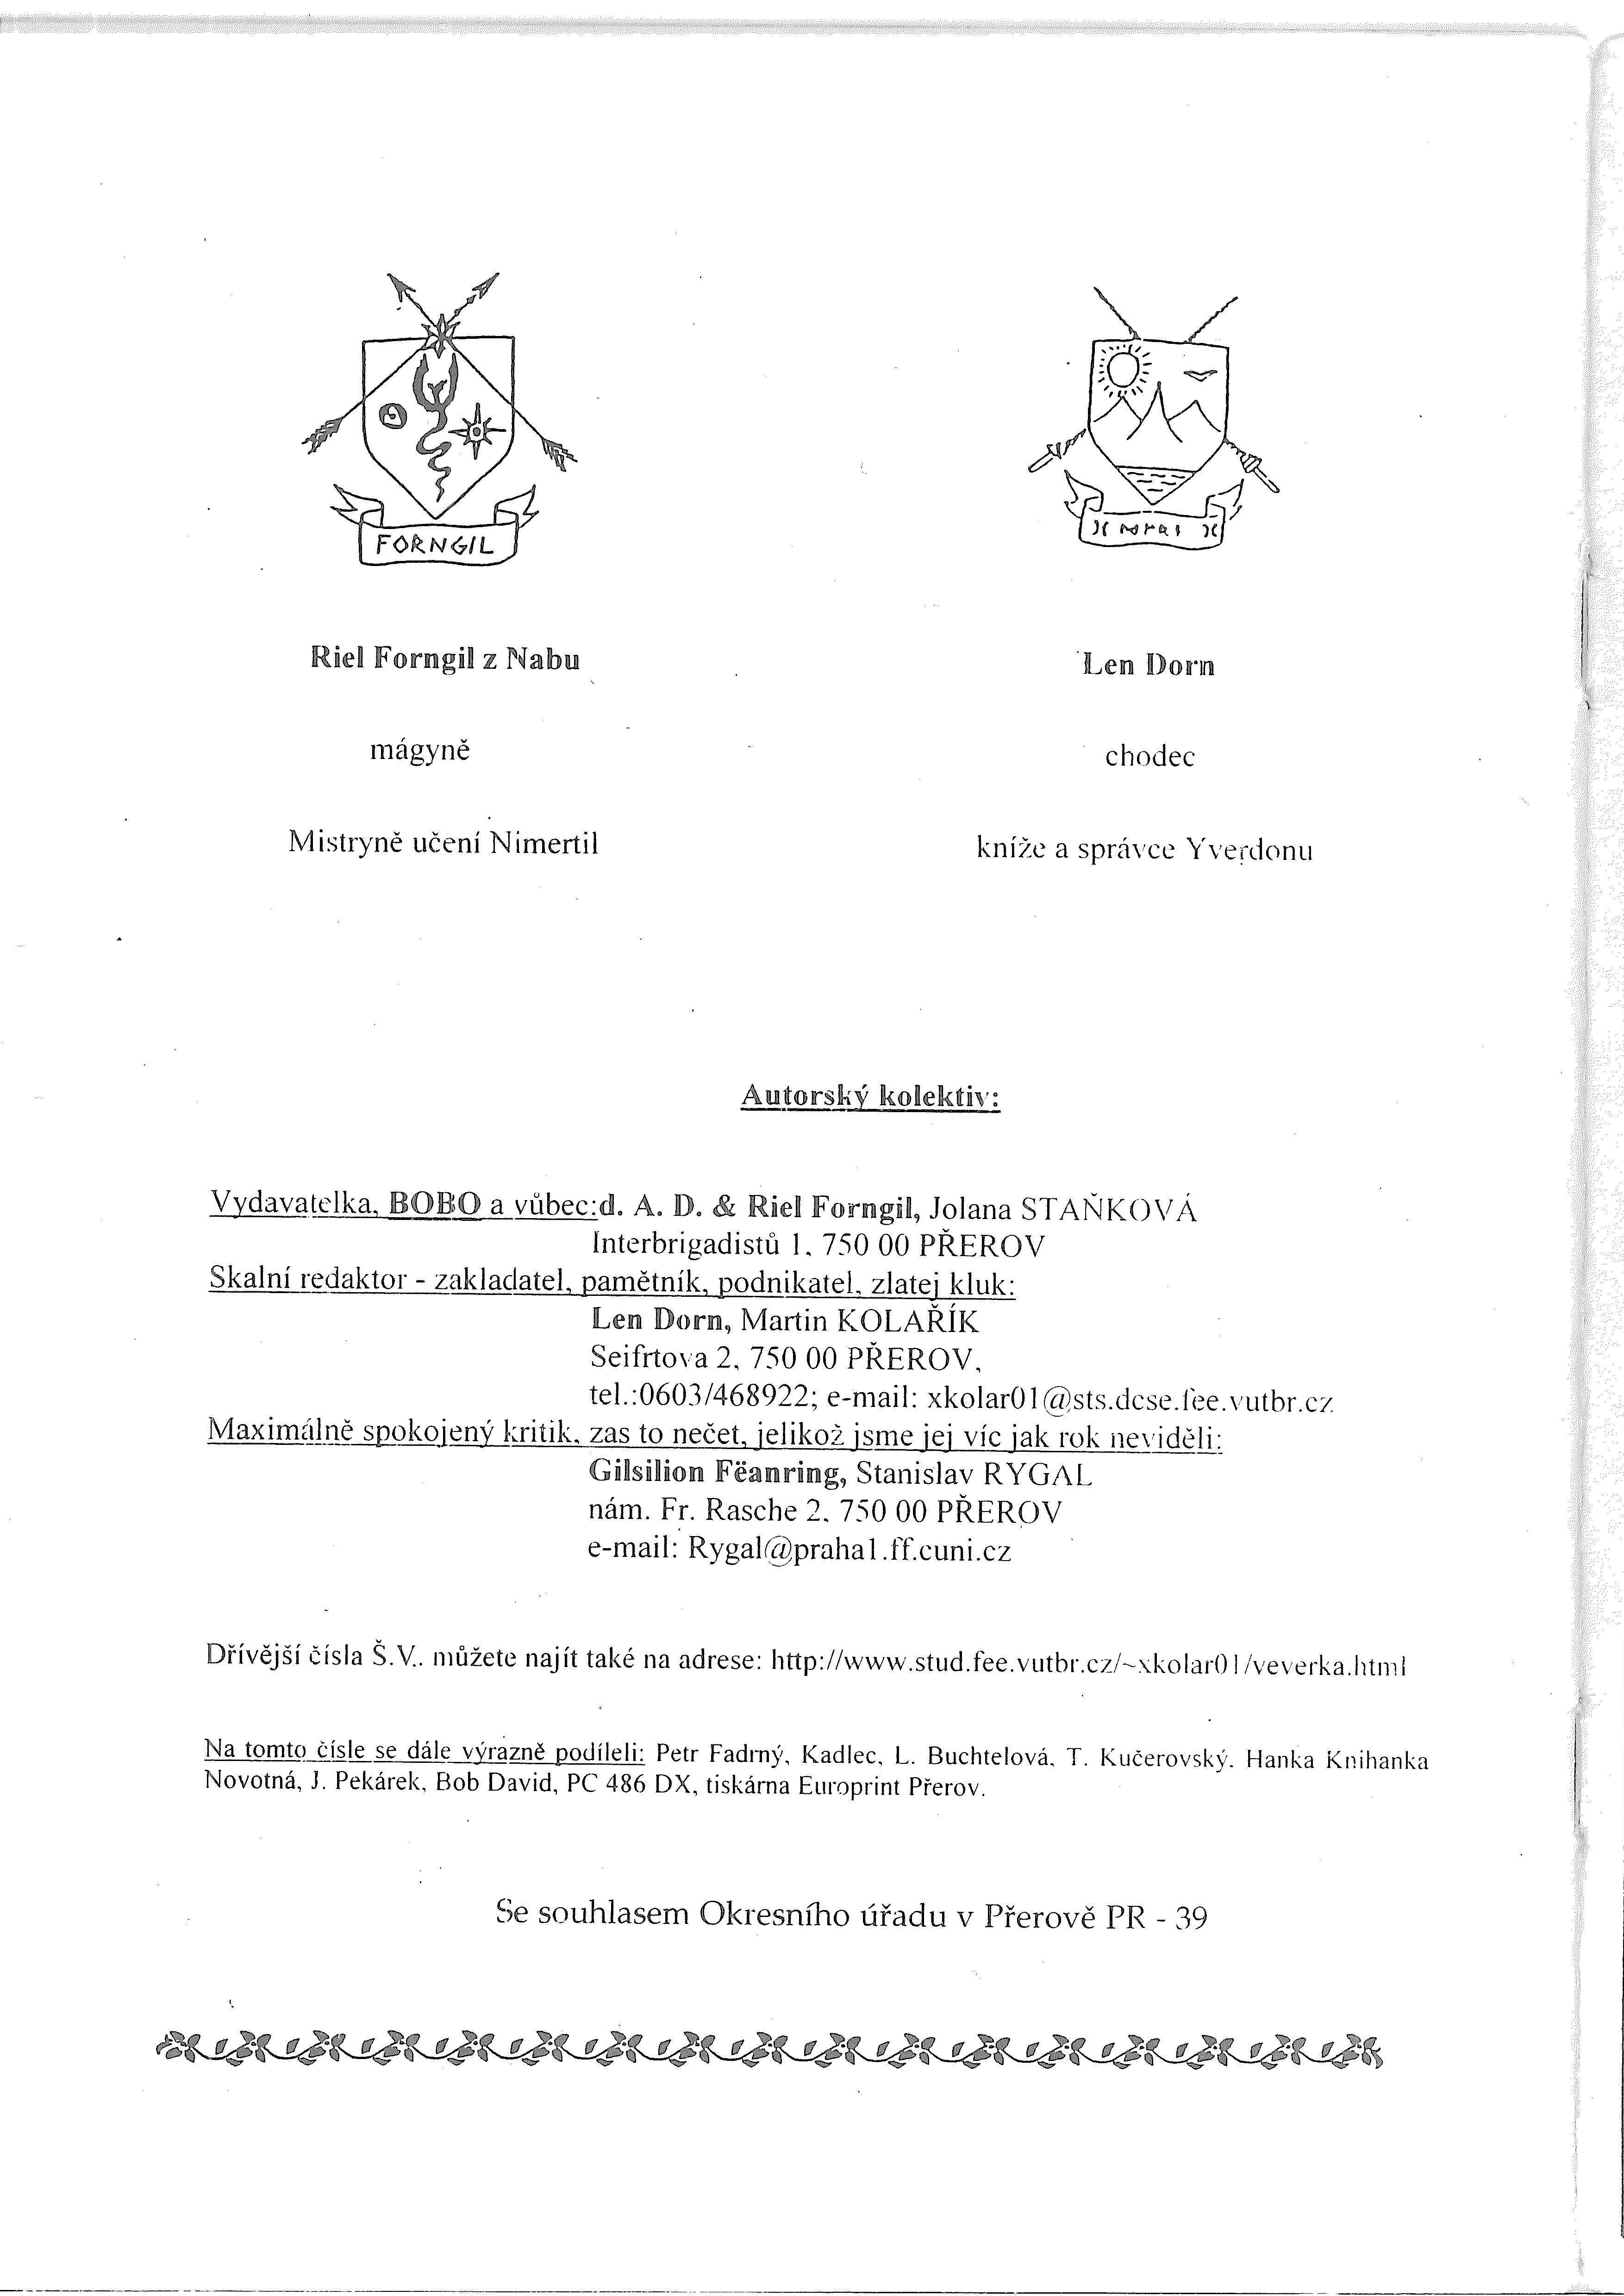 FORNGIL
Riel Forngil z Nabu
mágyně
Mistryně učení Nimertil
Len Dorn
chodec
kníže a správce Yverdonu
Autorský kolektiv:
Vydavatelka, BOBO a vůbec:d. A. D. & Riel Forngil, Jolana STAŇKOVÁ
Interbrigadistů 1, 750 00 PŘEROV
Skalní redaktor - zakladatel, pamětník, podnikatel, zlatej kluk:
Len Dorn, Martin KOLAŘÍK
Seifrtova 2, 750 00 PŘEROV,
tel.:0603/468922; e-mail: xkolar01@sts.dcse.fee.vutbr.cz
Maximálně spokojený kritik, zas to nečet, jelikož jsme jej víc jak rok neviděli:
Gilsilion Fëanring, Stanislav RYGAL
nám. Fr. Rasche 2, 750 00 PŘEROV
e-mail: Rygal@praha1.ff.cuni.cz
Dřívější čísla Š.V.. můžete najít také na adrese: http://www.stud.fee.vutbr.cz/~xkolar01/veverka.html
Na tomto čísle se dále výrazně podíleli: Petr Fadrný, Kadlec, L. Buchtelová, T. Kučerovský, Hanka Knihanka
Novotná, J. Pekárek, Bob David, PC 486 DX, tiskárna Europrint Přerov.
Se souhlasem Okresního úřadu v Přerově PR - 39